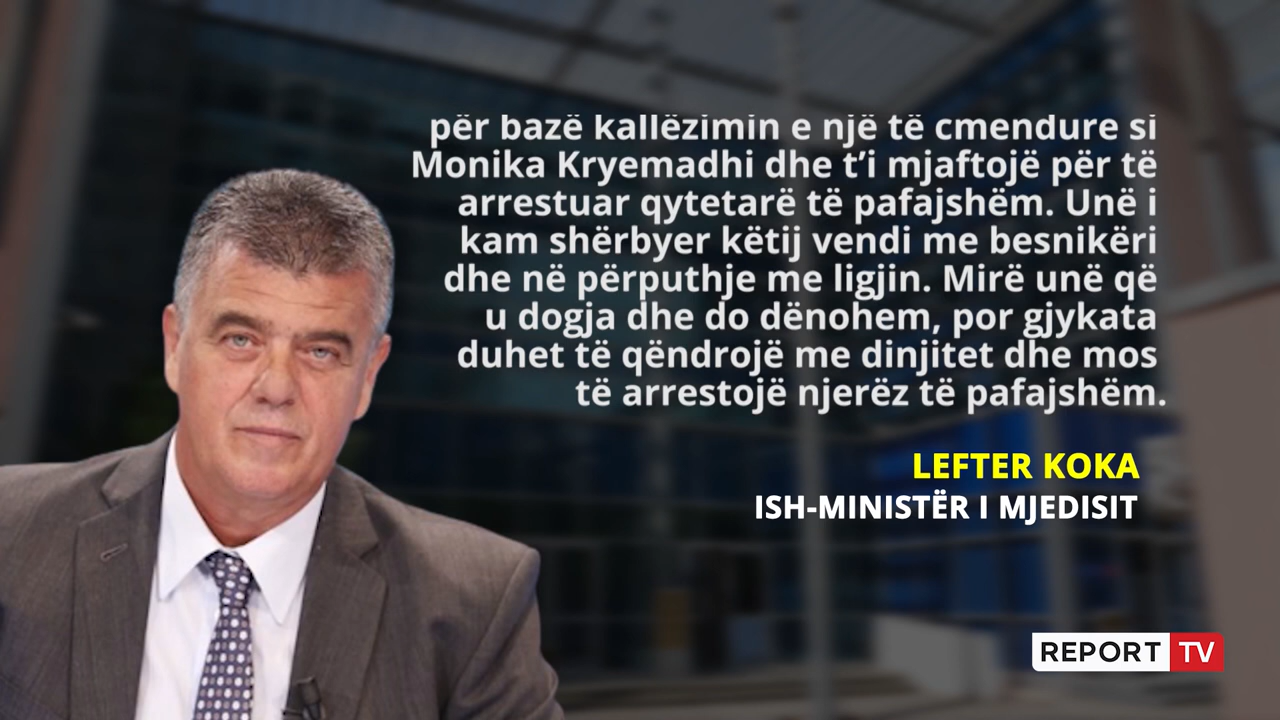 për bazë kallëzimin e një të cmendure si
Monika Kryemadhi dhe t’i mjaftojë për të
arrestuar qytetarë të pafajshëm. Unë i
kam shërbyer këtij vendi me besnikëri
dhe në përputhje me ligjin. Mirë unë që
u dogja dhe do dënohem, por gjykata
duhet të qëndrojë me dinjitet dhe mos
të arrestojë njerëz të pafajshëm.
LEFTER KOKA
ISH-MINISTËR I MJEDISIT
REPORT TV